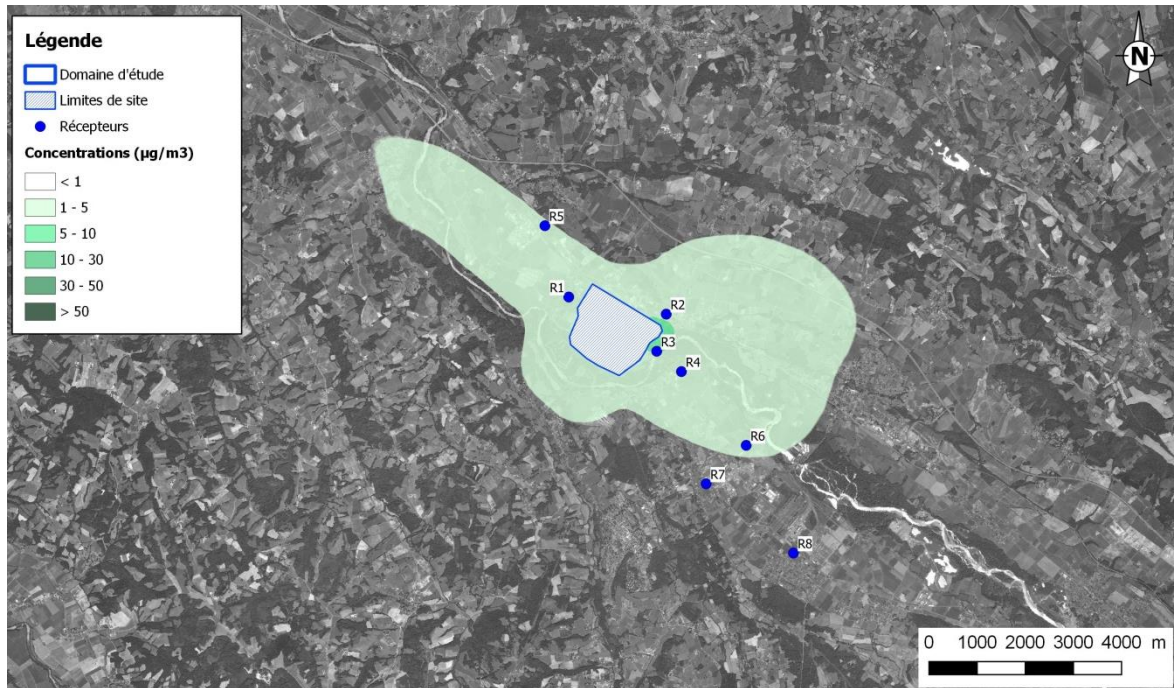 Légende
Domaine d'étude
Limites de site
Récepteurs
Concentrations (µg/m3)
< 1
1 - 5
5 - 10
10 - 30
30 - 50
> 50
N
R5
R1
R2
R3
R4
R6
R7
R8
0 1000 2000 3000 4000 m